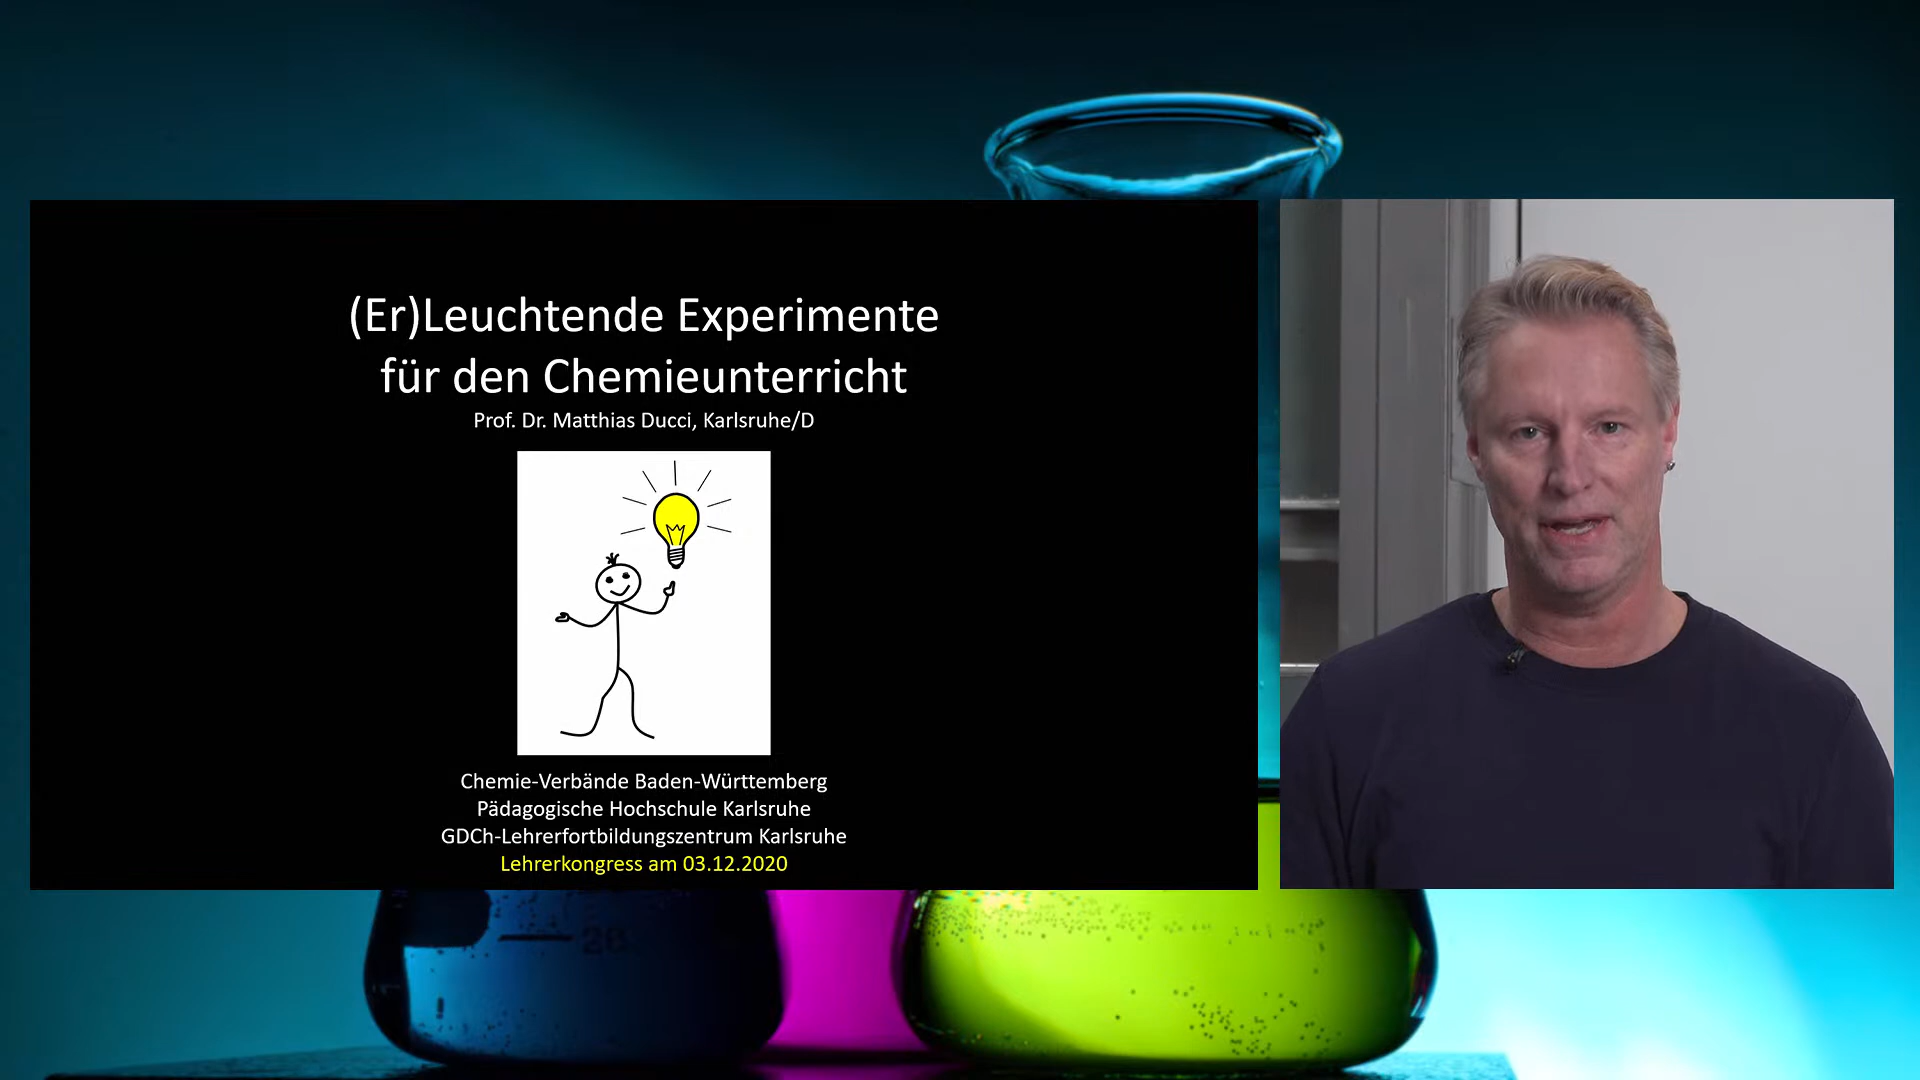 (Er)Leuchtende Experimente
für den Chemieunterricht
Prof. Dr. Matthias Ducci, Karlsruhe/D
Chemie-Verbände Baden-Württemberg
Pädagogische Hochschule Karlsruhe
GDCh-Lehrerfortbildungszentrum Karlsruhe
Lehrerkongress am 03.12.2020